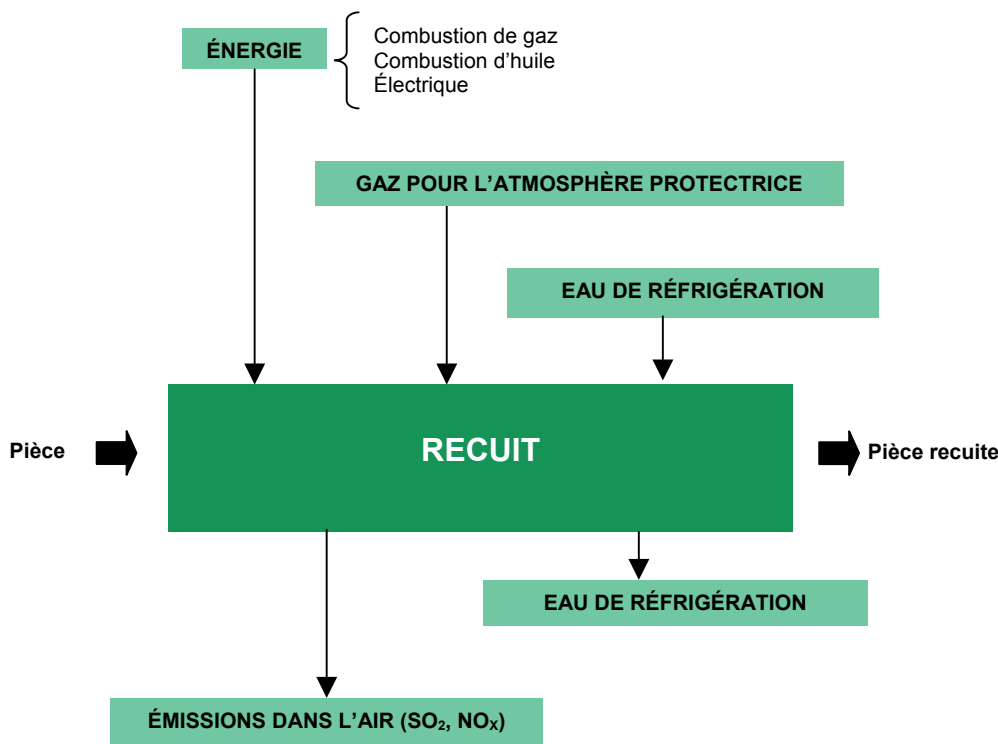 ÉNERGIE
Combustion de gaz
Combustion d'huile
Électrique
GAZ POUR L'ATMOSPHÈRE PROTECTRICE
EAU DE RÉFRIGÉRATION
Pièce
RECUIT
Pièce recuite
EAU DE RÉFRIGÉRATION
ÉMISSIONS DANS L'AIR (SO₂, NOₓ)